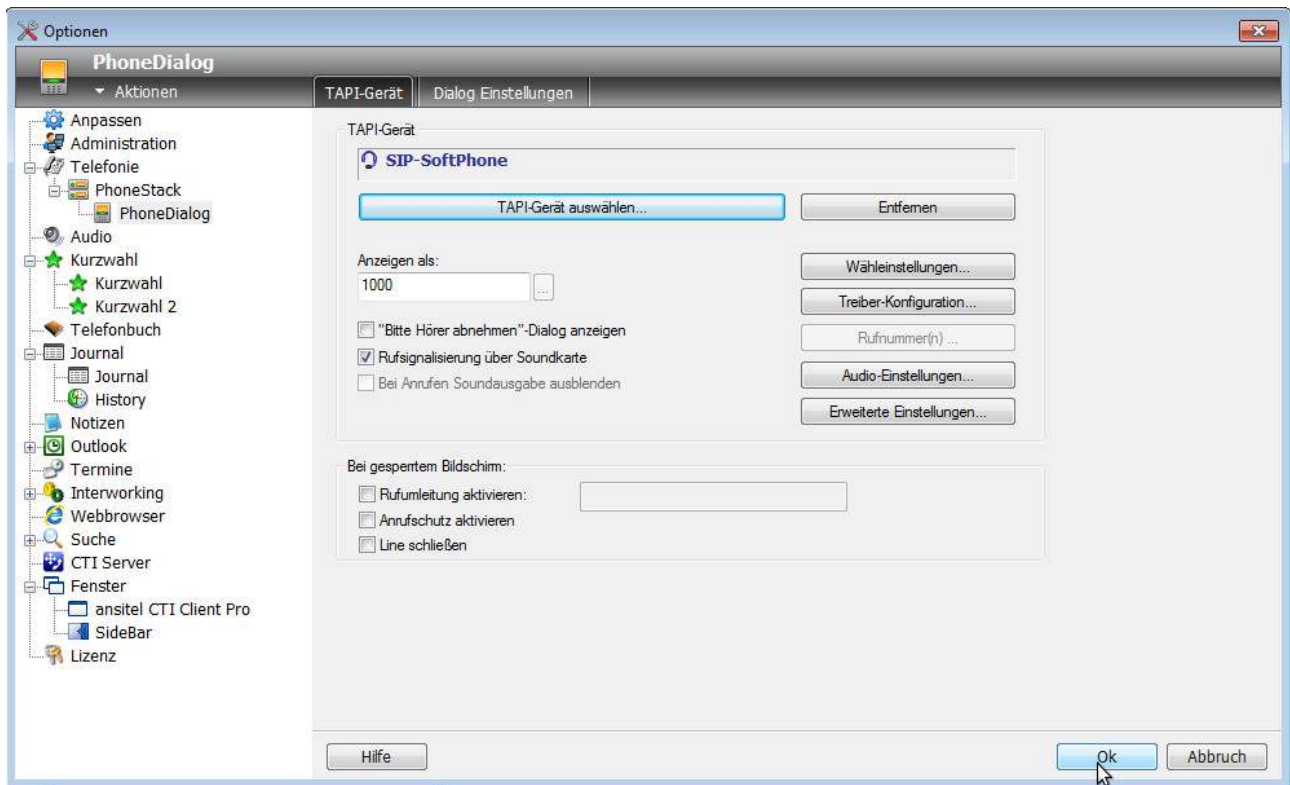 Optionen
PhoneDialog
Aktionen
TAPI-Gerät
Dialog Einstellungen
Anpassen
Administration
Telefonie
PhoneStack
PhoneDialog
Audio
Kurzwahl
Kurzwahl
Kurzwahl 2
Telefonbuch
Journal
Journal
History
Notizen
Outlook
Termine
Interworking
Webbrowser
Suche
CTI Server
Fenster
ansitel CTI Client Pro
SideBar
Lizenz
TAPI-Gerät
SIP-SoftPhone
TAPI-Gerät auswählen...
Entfernen
Anzeigen als:
1000
...
Wähleinstellungen...
Treiber-Konfiguration...
"Bitte Hörer abnehmen"-Dialog anzeigen
Rufnummer(n) ...
Rufsignalisierung über Soundkarte
Audio-Einstellungen...
Bei Anrufen Soundausgabe ausblenden
Erweiterte Einstellungen...
Bei gesperrtem Bildschirm:
Rufumleitung aktivieren:
Anrufschutz aktivieren
Line schließen
Hilfe
Ok
Abbruch